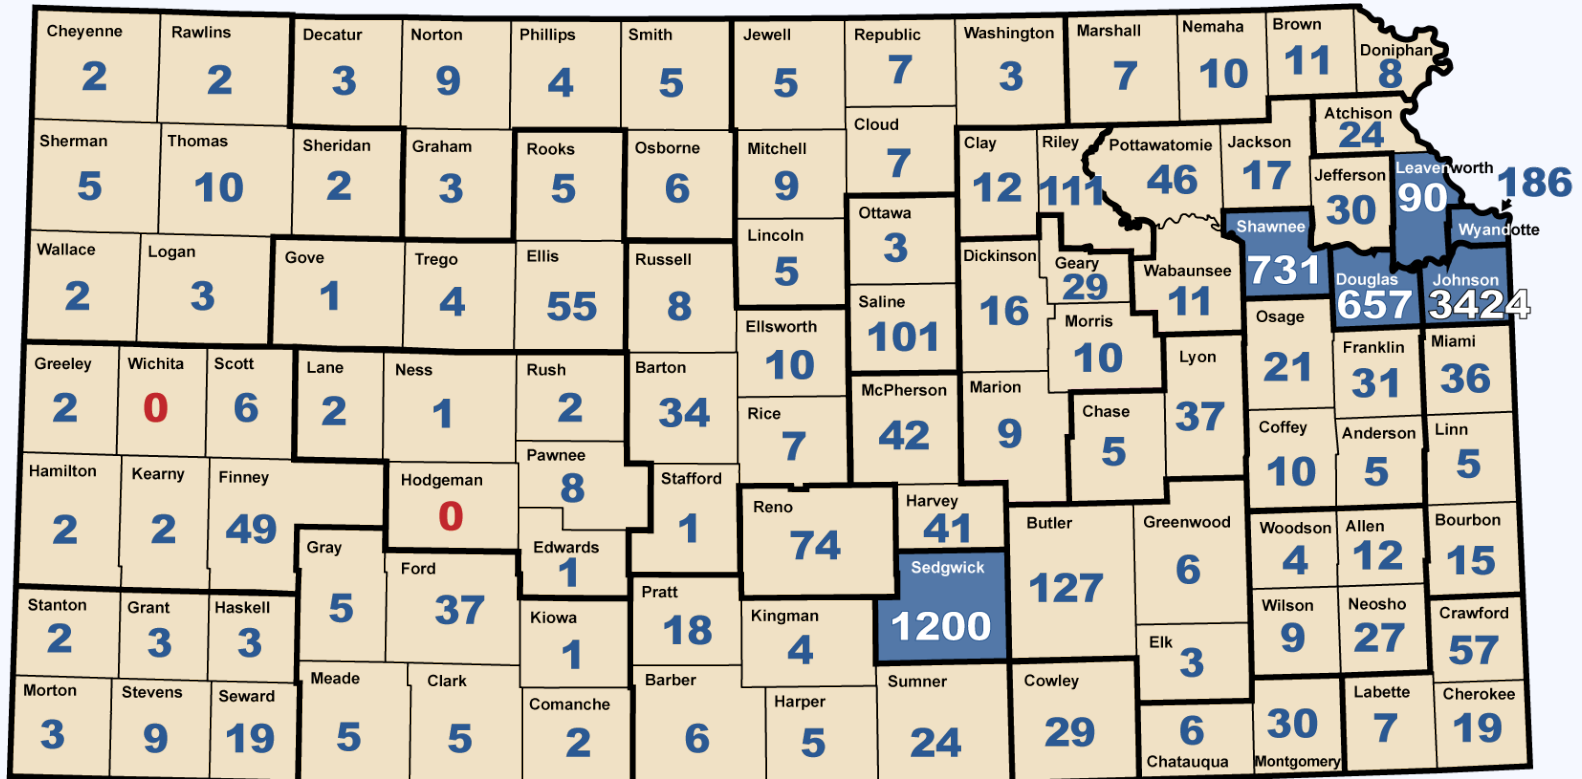 Cheyenne
2
Rawlins
2
Decatur
3
Norton
9
Phillips
4
Smith
5
Jewell
5
Republic
7
Washington
3
Marshall
7
Nemaha
10
Brown
11
Doniphan
8
Sherman
5
Thomas
10
Sheridan
2
Graham
3
Rooks
5
Osborne
6
Mitchell
9
Cloud
7
Clay
12
Riley
111
Pottawatomie
46
Jackson
17
Atchison
24
Jefferson
30
Leavenworth
90
186
Wyandotte
Wallace
2
Logan
3
Gove
1
Trego
4
Ellis
55
Russell
8
Lincoln
5
Ottawa
3
Saline
101
Dickinson
16
Geary
29
Morris
10
Wabaunsee
11
Shawnee
731
Douglas
657
Johnson
3424
Greeley
2
Wichita
0
Scott
6
Lane
2
Ness
1
Rush
2
Barton
34
Ellsworth
10
Rice
7
McPherson
42
Marion
9
Chase
5
Lyon
37
Osage
21
Franklin
31
Miami
36
Coffey
10
Anderson
5
Linn
5
Hamilton
2
Kearny
2
Finney
49
Hodgeman
0
Pawnee
8
Stafford
1
Edwards
1
Gray
5
Ford
37
Reno
74
Harvey
41
Sedgwick
1200
Butler
127
Greenwood
6
Woodson
4
Allen
12
Bourbon
15
Stanton
2
Grant
3
Haskell
3
Kiowa
1
Pratt
18
Kingman
4
Elk
3
Wilson
9
Neosho
27
Crawford
57
Morton
3
Stevens
9
Seward
19
Meade
5
Clark
5
Comanche
2
Barber
6
Harper
5
Sumner
24
Cowley
29
6
Chatauqua
30
Montgomery
Labette
7
Cherokee
19